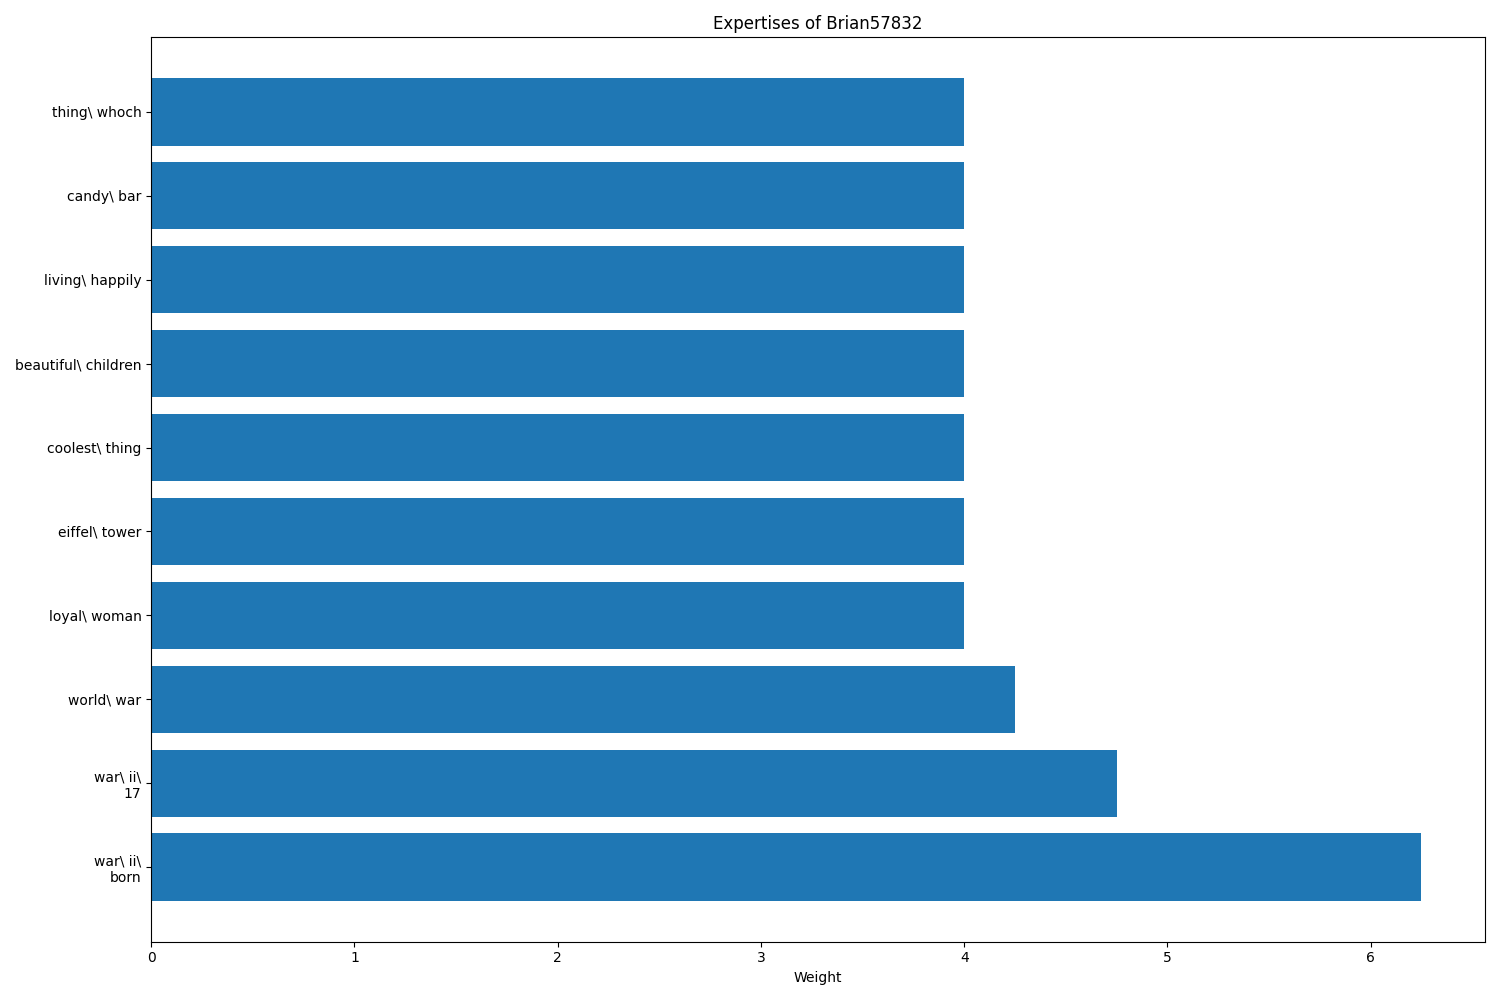 Expertises of Brian57832
thing\ whoch
candy\ bar
living\ happily
beautiful\ children
coolest\ thing
eiffel\ tower
loyal\ woman
world\ war
war\ ii\
17
war\ ii\
born
0 1 2 3 4 5 6
Weight